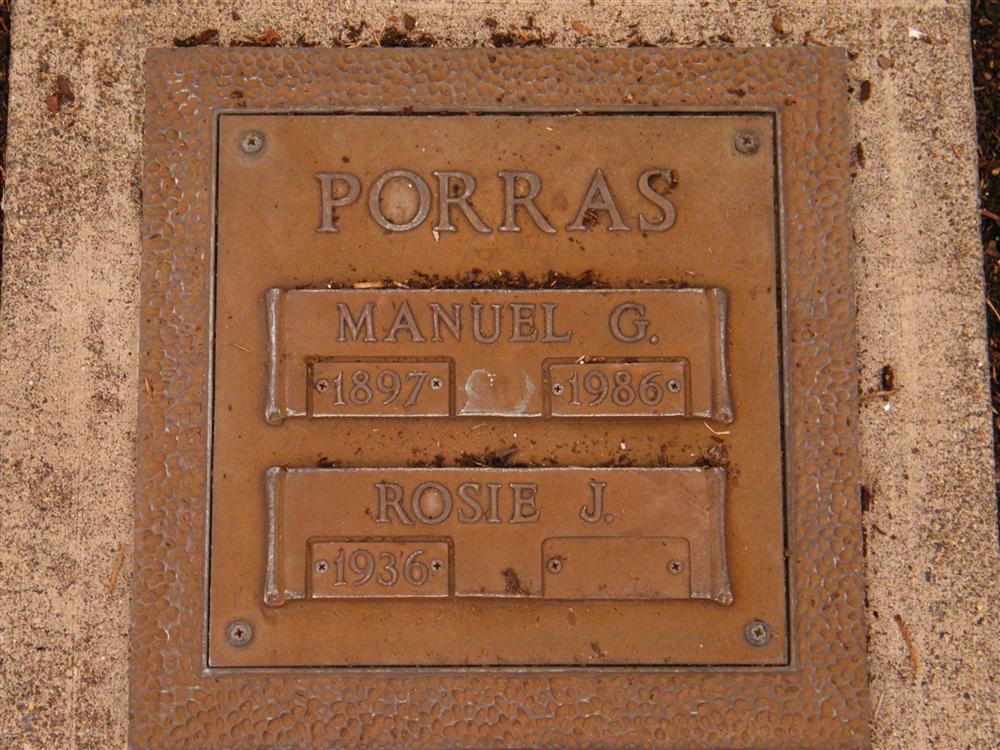 PORRAS
MANUEL G.
1897 1986
ROSIE J.
1936